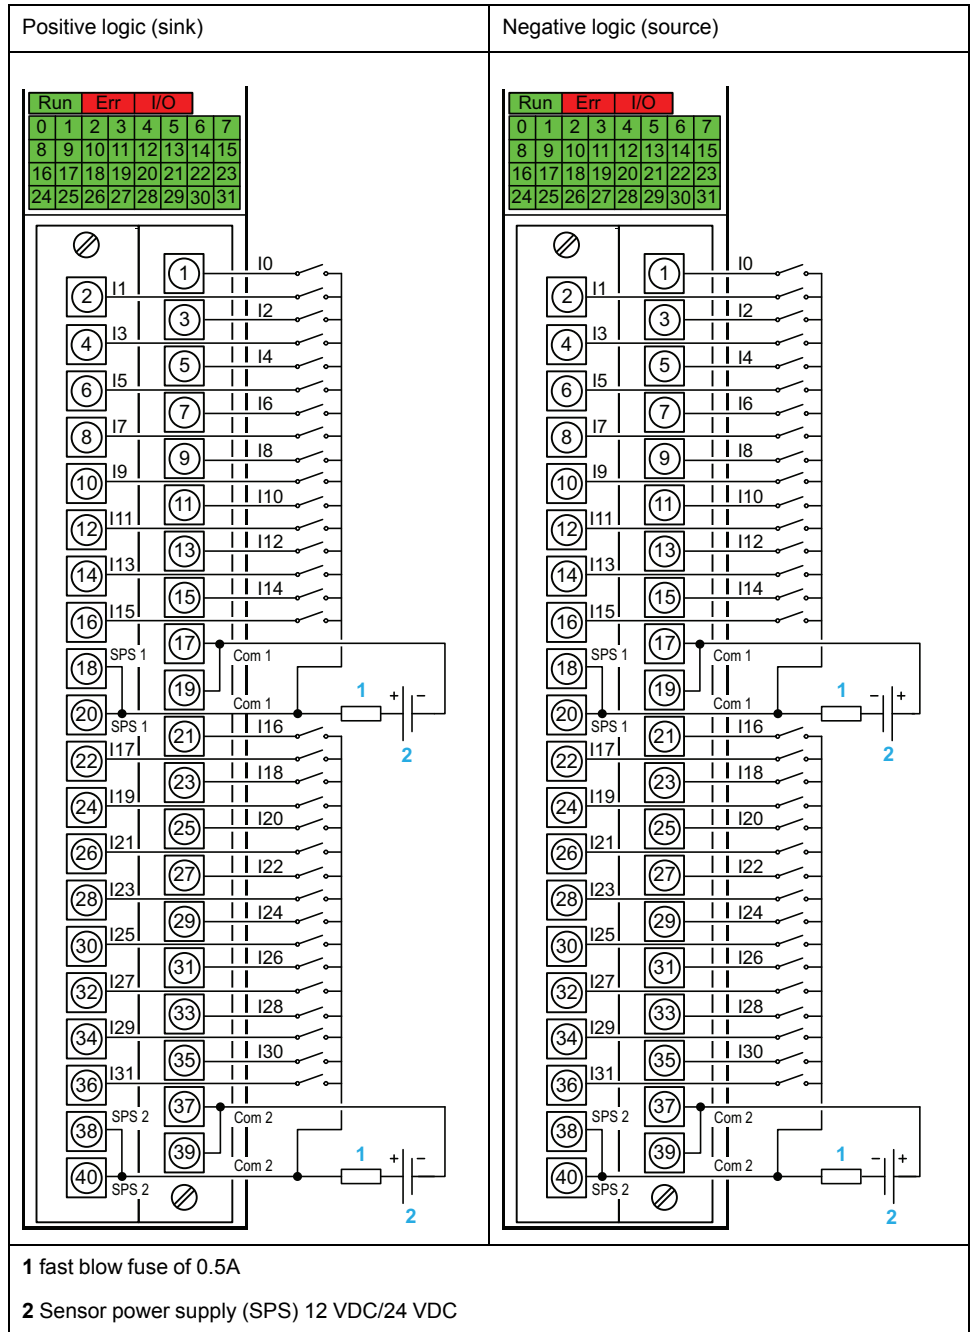 Positive logic (sink)
Negative logic (source)
Run Err I/O
0 1 2 3 4 5 6 7
8 9 10 11 12 13 14 15
16 17 18 19 20 21 22 23
24 25 26 27 28 29 30 31
1 I0
2 I1
3 I2
4 I3
5 I4
6 I5
7 I6
8 I7
9 I8
10 I9
11 I10
12 I11
13 I12
14 I13
15 I14
16 I15
17 Com 1
18 SPS 1
19 Com 1
1
+ −
20 SPS 1
2
21 I16
22 I17
23 I18
24 I19
25 I20
26 I21
27 I22
28 I23
29 I24
30 I25
31 I26
32 I27
33 I28
34 I29
35 I30
36 I31
37 Com 2
38 SPS 2
39 Com 2
1
+ −
40 SPS 2
2
Run Err I/O
0 1 2 3 4 5 6 7
8 9 10 11 12 13 14 15
16 17 18 19 20 21 22 23
24 25 26 27 28 29 30 31
1 I0
2 I1
3 I2
4 I3
5 I4
6 I5
7 I6
8 I7
9 I8
10 I9
11 I10
12 I11
13 I12
14 I13
15 I14
16 I15
17 Com 1
18 SPS 1
19 Com 1
1
− +
20 SPS 1
2
21 I16
22 I17
23 I18
24 I19
25 I20
26 I21
27 I22
28 I23
29 I24
30 I25
31 I26
32 I27
33 I28
34 I29
35 I30
36 I31
37 Com 2
38 SPS 2
39 Com 2
1
− +
40 SPS 2
2
1 fast blow fuse of 0.5A
2 Sensor power supply (SPS) 12 VDC/24 VDC